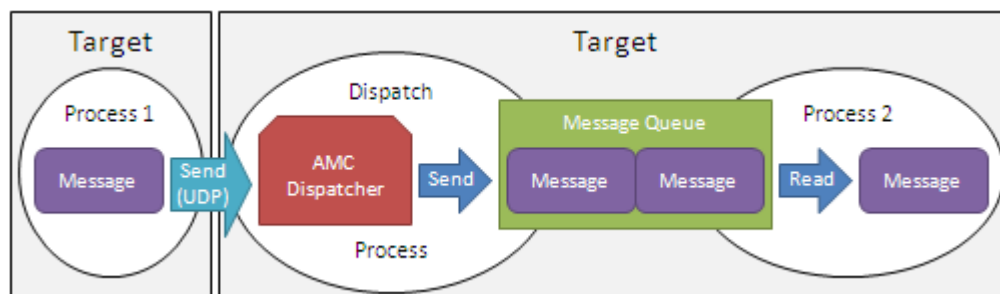 Target
Process 1
Message
Send
(UDP)
Target
Dispatch
AMC
Dispatcher
Process
Send
Message Queue
Message
Message
Process 2
Read
Message